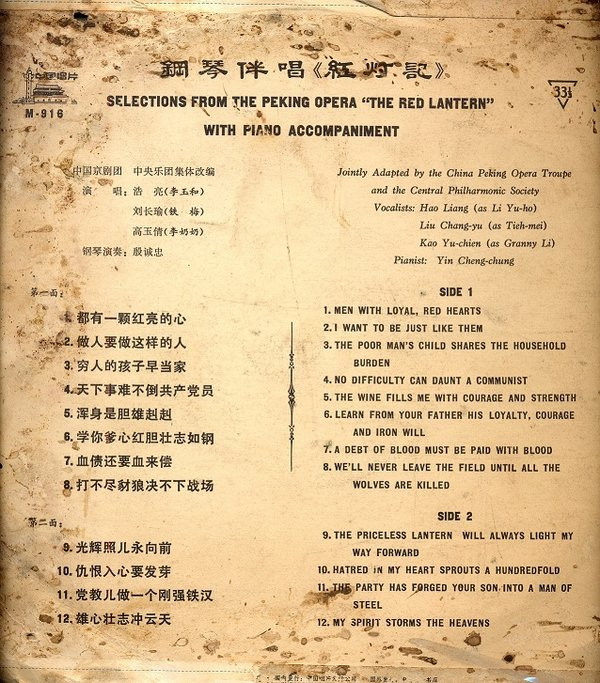 鋼琴伴唱《紅灯記》
中国唱片
M-916
33⅓
SELECTIONS FROM THE PEKING OPERA "THE RED LANTERN"
WITH PIANO ACCOMPANIMENT
中国京剧团 中央乐团集体改编
演 唱：浩 亮(李玉和)
刘长瑜(铁 梅)
高玉倩(李奶奶)
钢琴演奏：殷诚忠
Jointly Adapted by the China Peking Opera Troupe
and the Central Philharmonic Society
Vocalists: Hao Liang (as Li Yu-ho)
Liu Chang-yu (as Tieh-mei)
Kao Yu-chien (as Granny Li)
Pianist: Yin Cheng-chung
第一面：
1. 都有一颗红亮的心
2. 做人要做这样的人
3. 穷人的孩子早当家
4. 天下事难不倒共产党员
5. 浑身是胆雄赳赳
6. 学你爹心红胆壮志如钢
7. 血债还要血来偿
8. 打不尽豺狼决不下战场
第二面：
9. 光辉照儿永向前
10. 仇恨入心要发芽
11. 党教儿做一个刚强铁汉
12. 雄心壮志冲云天
SIDE 1
1. MEN WITH LOYAL, RED HEARTS
2. I WANT TO BE JUST LIKE THEM
3. THE POOR MAN'S CHILD SHARES THE HOUSEHOLD
BURDEN
4. NO DIFFICULTY CAN DAUNT A COMMUNIST
5. THE WINE FILLS ME WITH COURAGE AND STRENGTH
6. LEARN FROM YOUR FATHER HIS LOYALTY, COURAGE
AND IRON WILL
7. A DEBT OF BLOOD MUST BE PAID WITH BLOOD
8. WE'LL NEVER LEAVE THE FIELD UNTIL ALL THE
WOLVES ARE KILLED
SIDE 2
9. THE PRICELESS LANTERN WILL ALWAYS LIGHT MY
WAY FORWARD
10. HATRED IN MY HEART SPROUTS A HUNDREDFOLD
11. THE PARTY HAS FORGED YOUR SON INTO A MAN OF
STEEL
12. MY SPIRIT STORMS THE HEAVENS